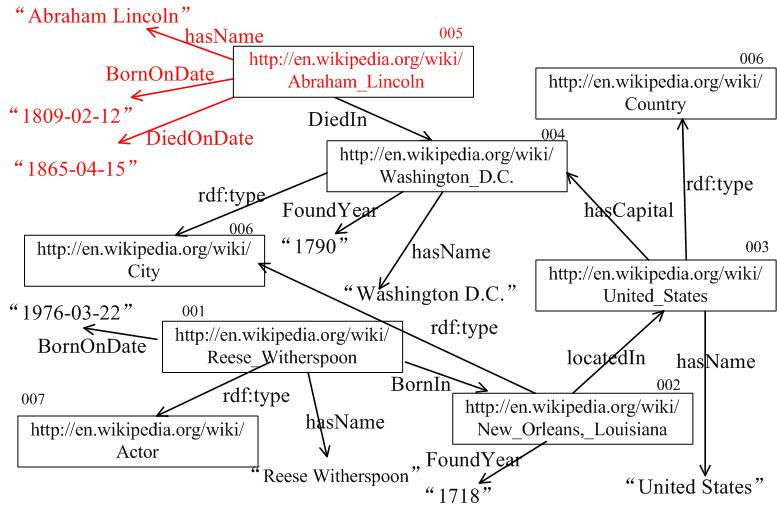 “Abraham Lincoln”
hasName
005
http://en.wikipedia.org/wiki/
Abraham_Lincoln
BornOnDate
“1809-02-12”
DiedOnDate
“1865-04-15”
DiedIn
006
http://en.wikipedia.org/wiki/
Country
004
http://en.wikipedia.org/wiki/
Washington_D.C.
rdf:type
rdf:type
FoundYear
hasCapital
“1790”
hasName
“Washington D.C.”
006
http://en.wikipedia.org/wiki/
City
003
http://en.wikipedia.org/wiki/
United_States
“1976-03-22”
BornOnDate
001
http://en.wikipedia.org/wiki/
Reese_Witherspoon
rdf:type
locatedIn
hasName
BornIn
002
http://en.wikipedia.org/wiki/
New_Orleans,_Louisiana
007
http://en.wikipedia.org/wiki/
Actor
rdf:type
hasName
“Reese Witherspoon”
FoundYear
“1718”
“United States”